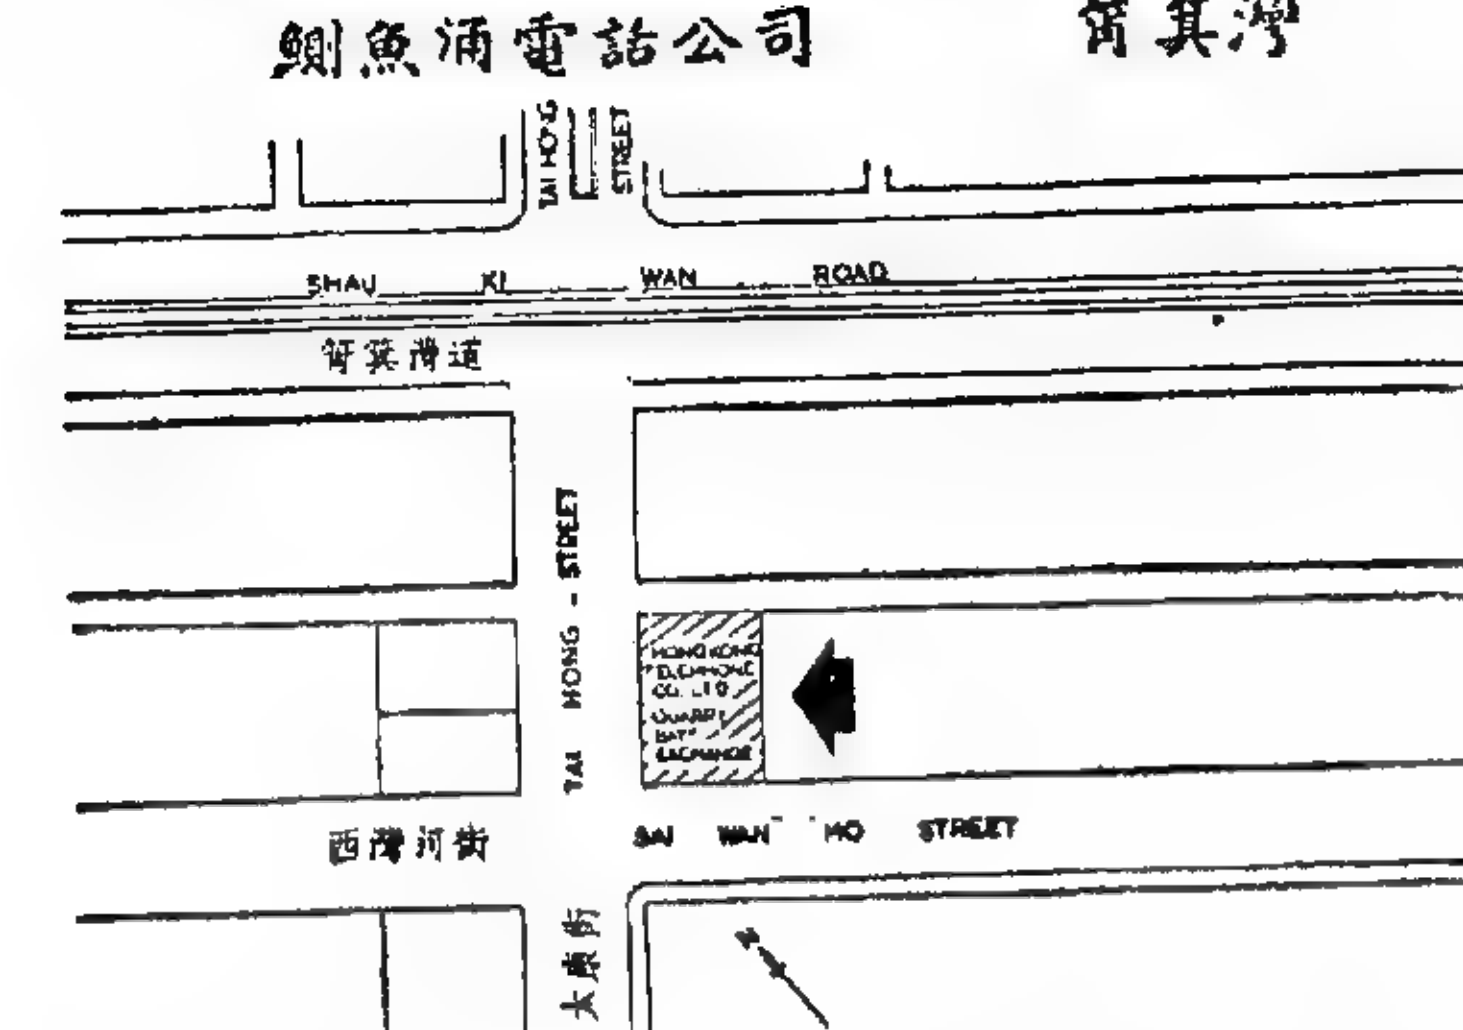 鰂魚涌電話公司
筲箕灣
TAI HONG STREET
SHAU KI WAN ROAD
筲箕灣道
TAI HONG - STREET
HONG KONG
TELEPHONE
CO. LTD
QUARRY
BAY
EXCHANGE
西灣河街
SAI WAN HO STREET
太康街
N